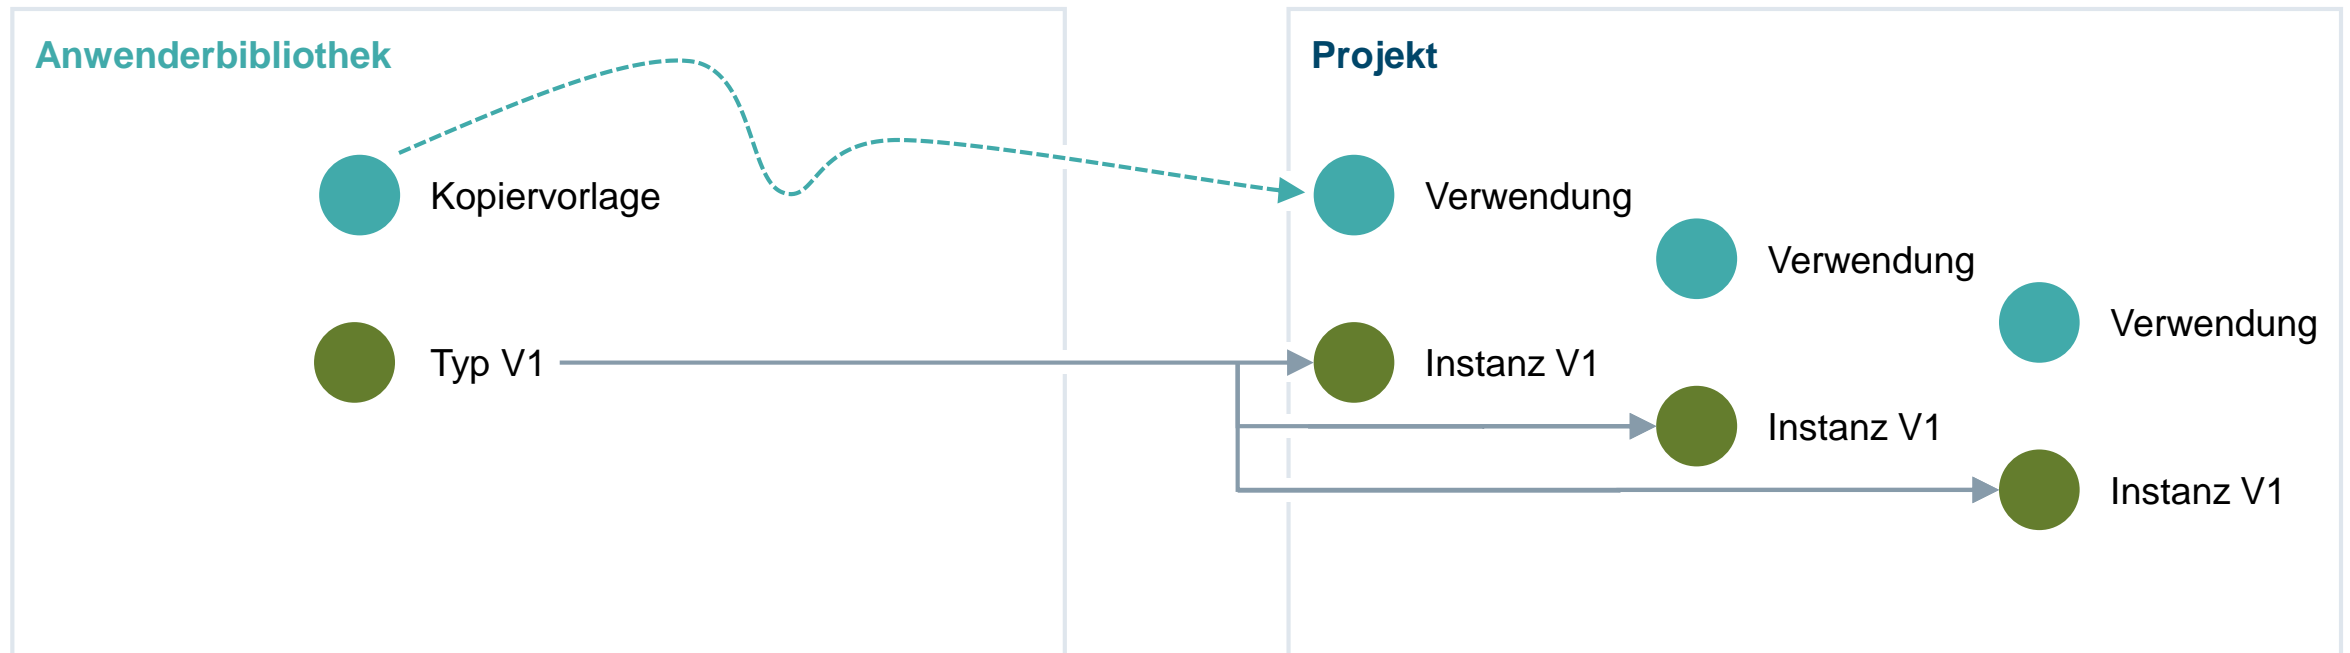 Anwenderbibliothek
Projekt
Kopiervorlage
Verwendung
Verwendung
Verwendung
Typ V1
Instanz V1
Instanz V1
Instanz V1